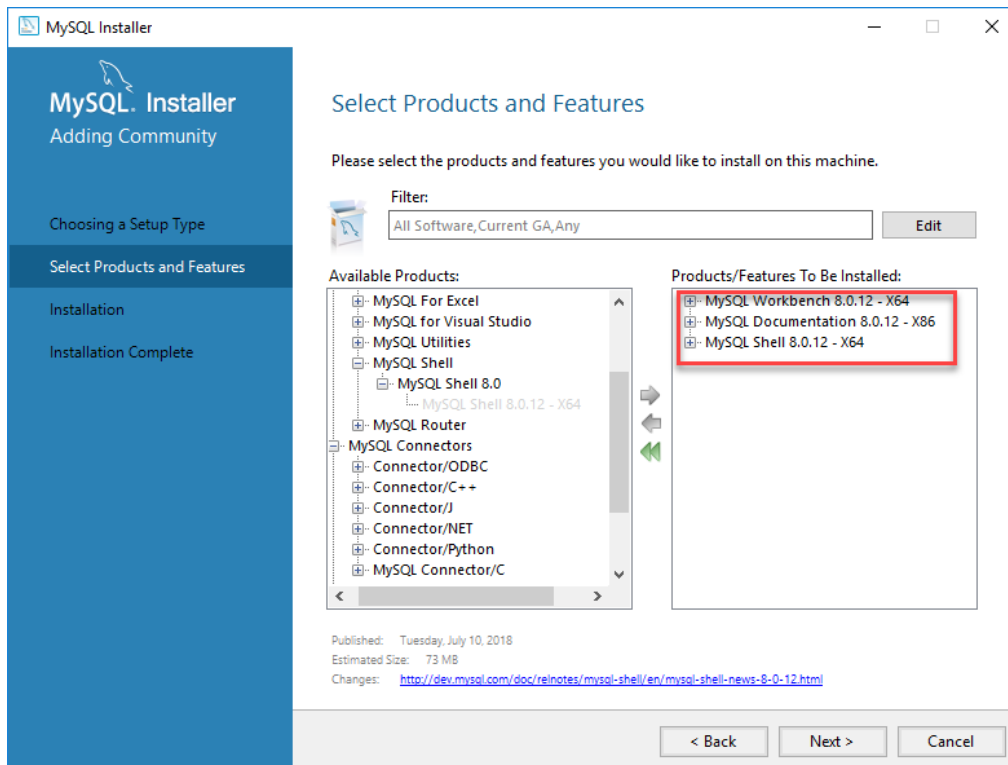 MySQL Installer
MySQL. Installer
Adding Community
Choosing a Setup Type
Select Products and Features
Installation
Installation Complete
Select Products and Features
Please select the products and features you would like to install on this machine.
Filter:
All Software,Current GA,Any
Edit
Available Products:
MySQL For Excel
MySQL for Visual Studio
MySQL Utilities
MySQL Shell
MySQL Shell 8.0
MySQL Shell 8.0.12 - X64
MySQL Router
MySQL Connectors
Connector/ODBC
Connector/C++
Connector/J
Connector/NET
Connector/Python
MySQL Connector/C
Products/Features To Be Installed:
MySQL Workbench 8.0.12 - X64
MySQL Documentation 8.0.12 - X86
MySQL Shell 8.0.12 - X64
Published: Tuesday, July 10, 2018
Estimated Size: 73 MB
Changes: http://dev.mysql.com/doc/relnotes/mysql-shell/en/mysql-shell-news-8-0-12.html
< Back Next > Cancel